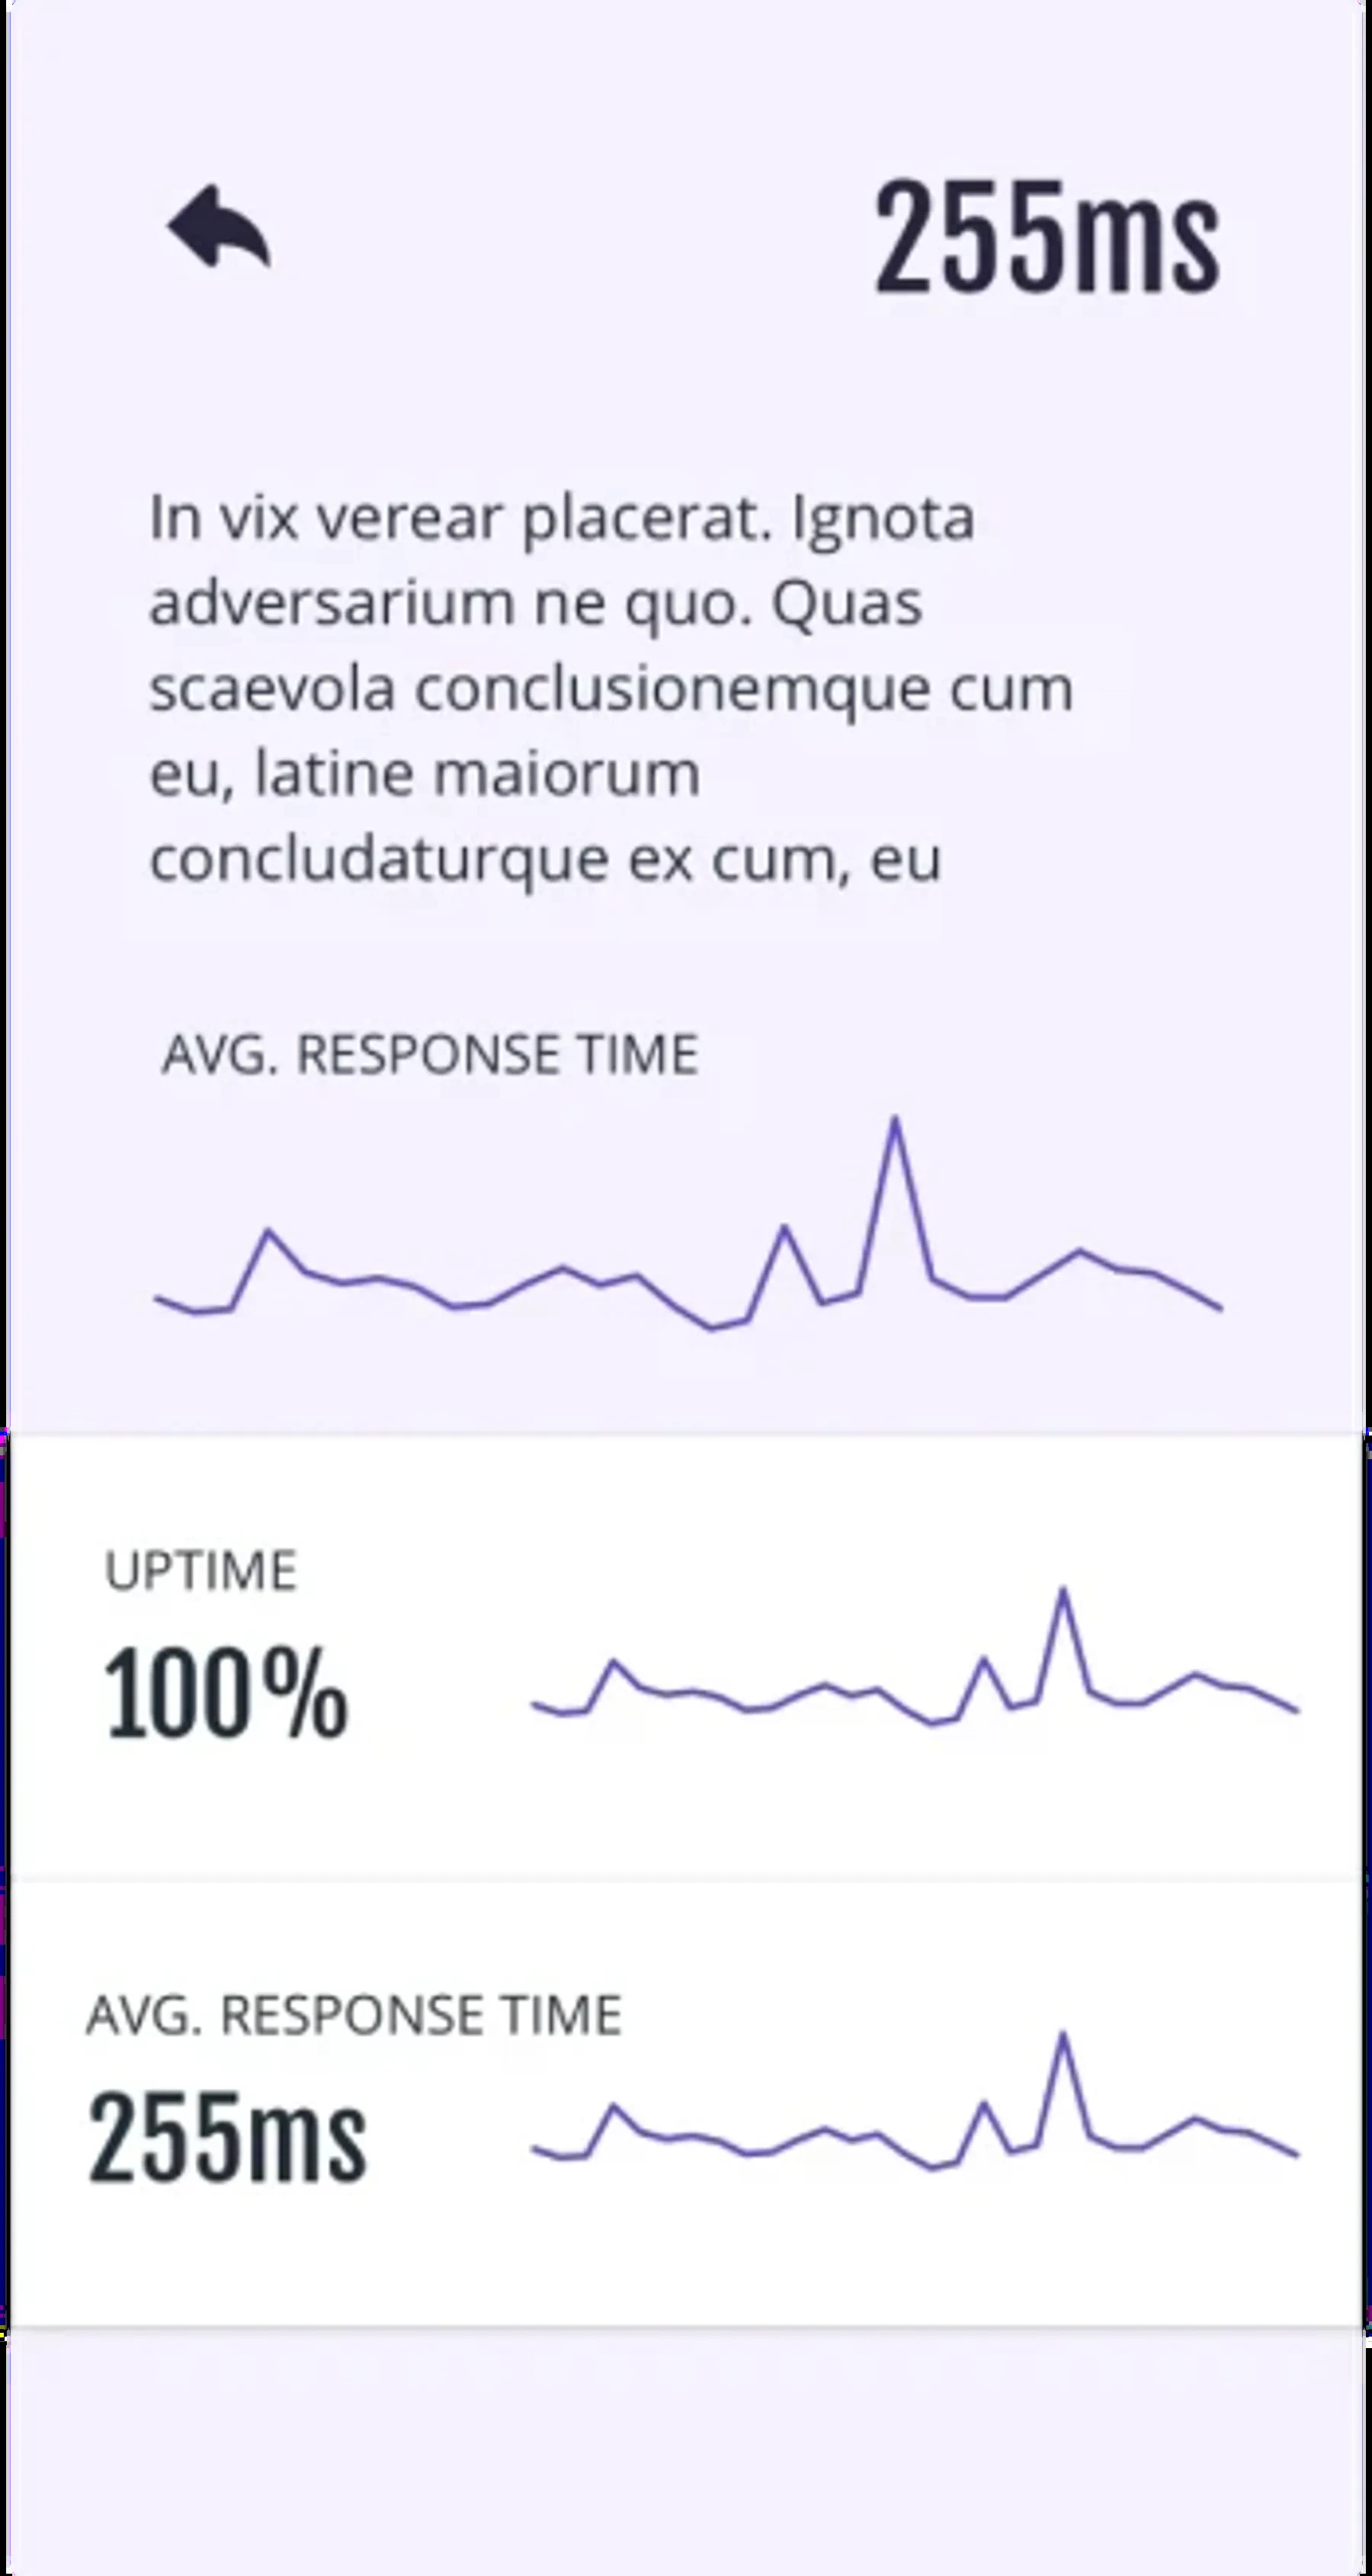 255ms
In vix verear placerat. Ignota
adversarium ne quo. Quas
scaevola conclusionemque cum
eu, latine maiorum
concludaturque ex cum, eu
AVG. RESPONSE TIME
UPTIME
100%
AVG. RESPONSE TIME
255ms